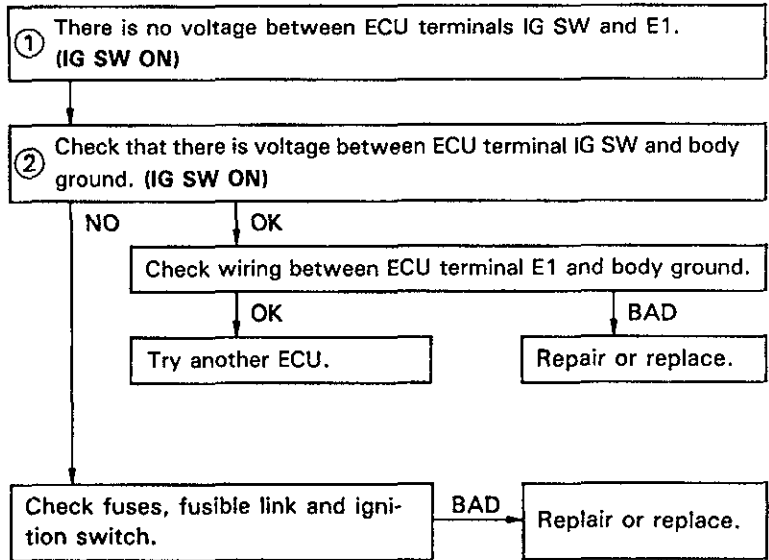 ① There is no voltage between ECU terminals IG SW and E1.
(IG SW ON)
② Check that there is voltage between ECU terminal IG SW and body
ground. (IG SW ON)
NO
OK
Check wiring between ECU terminal E1 and body ground.
OK
BAD
Try another ECU.
Repair or replace.
Check fuses, fusible link and igni-
tion switch.
BAD
Replair or replace.